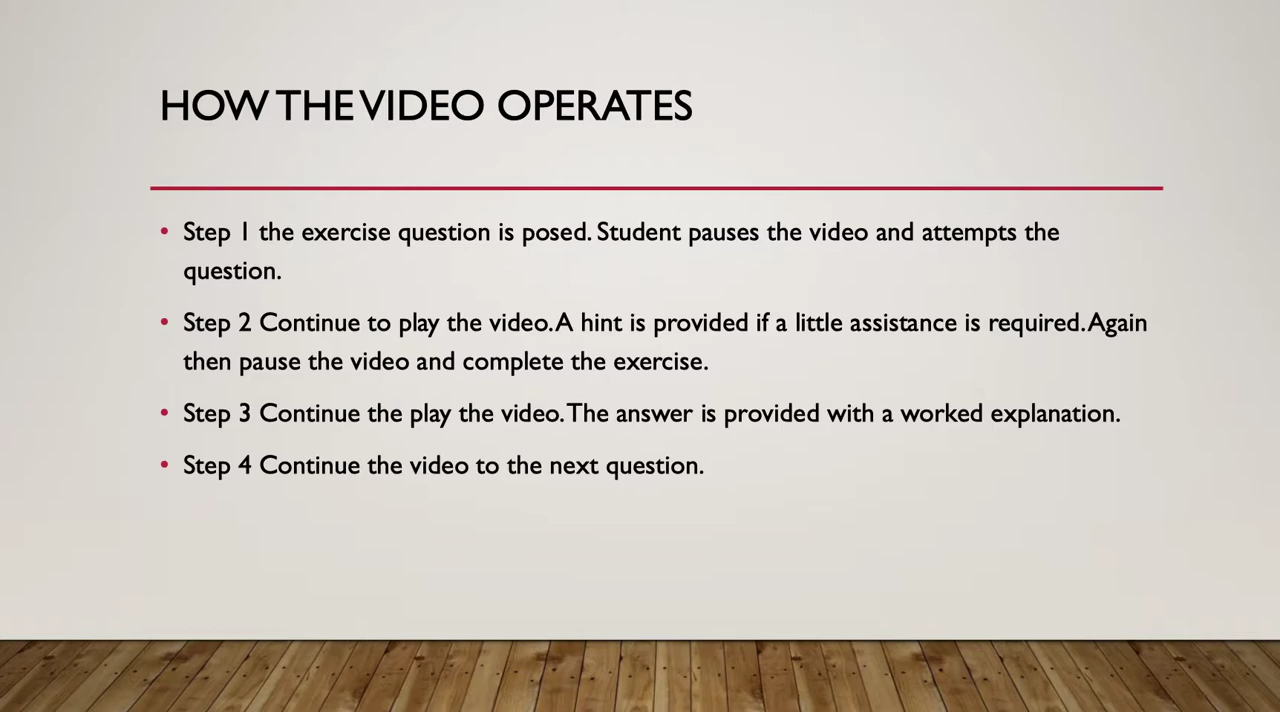 HOW THE VIDEO OPERATES
• Step 1 the exercise question is posed. Student pauses the video and attempts the
question.
• Step 2 Continue to play the video. A hint is provided if a little assistance is required. Again
then pause the video and complete the exercise.
• Step 3 Continue the play the video. The answer is provided with a worked explanation.
• Step 4 Continue the video to the next question.